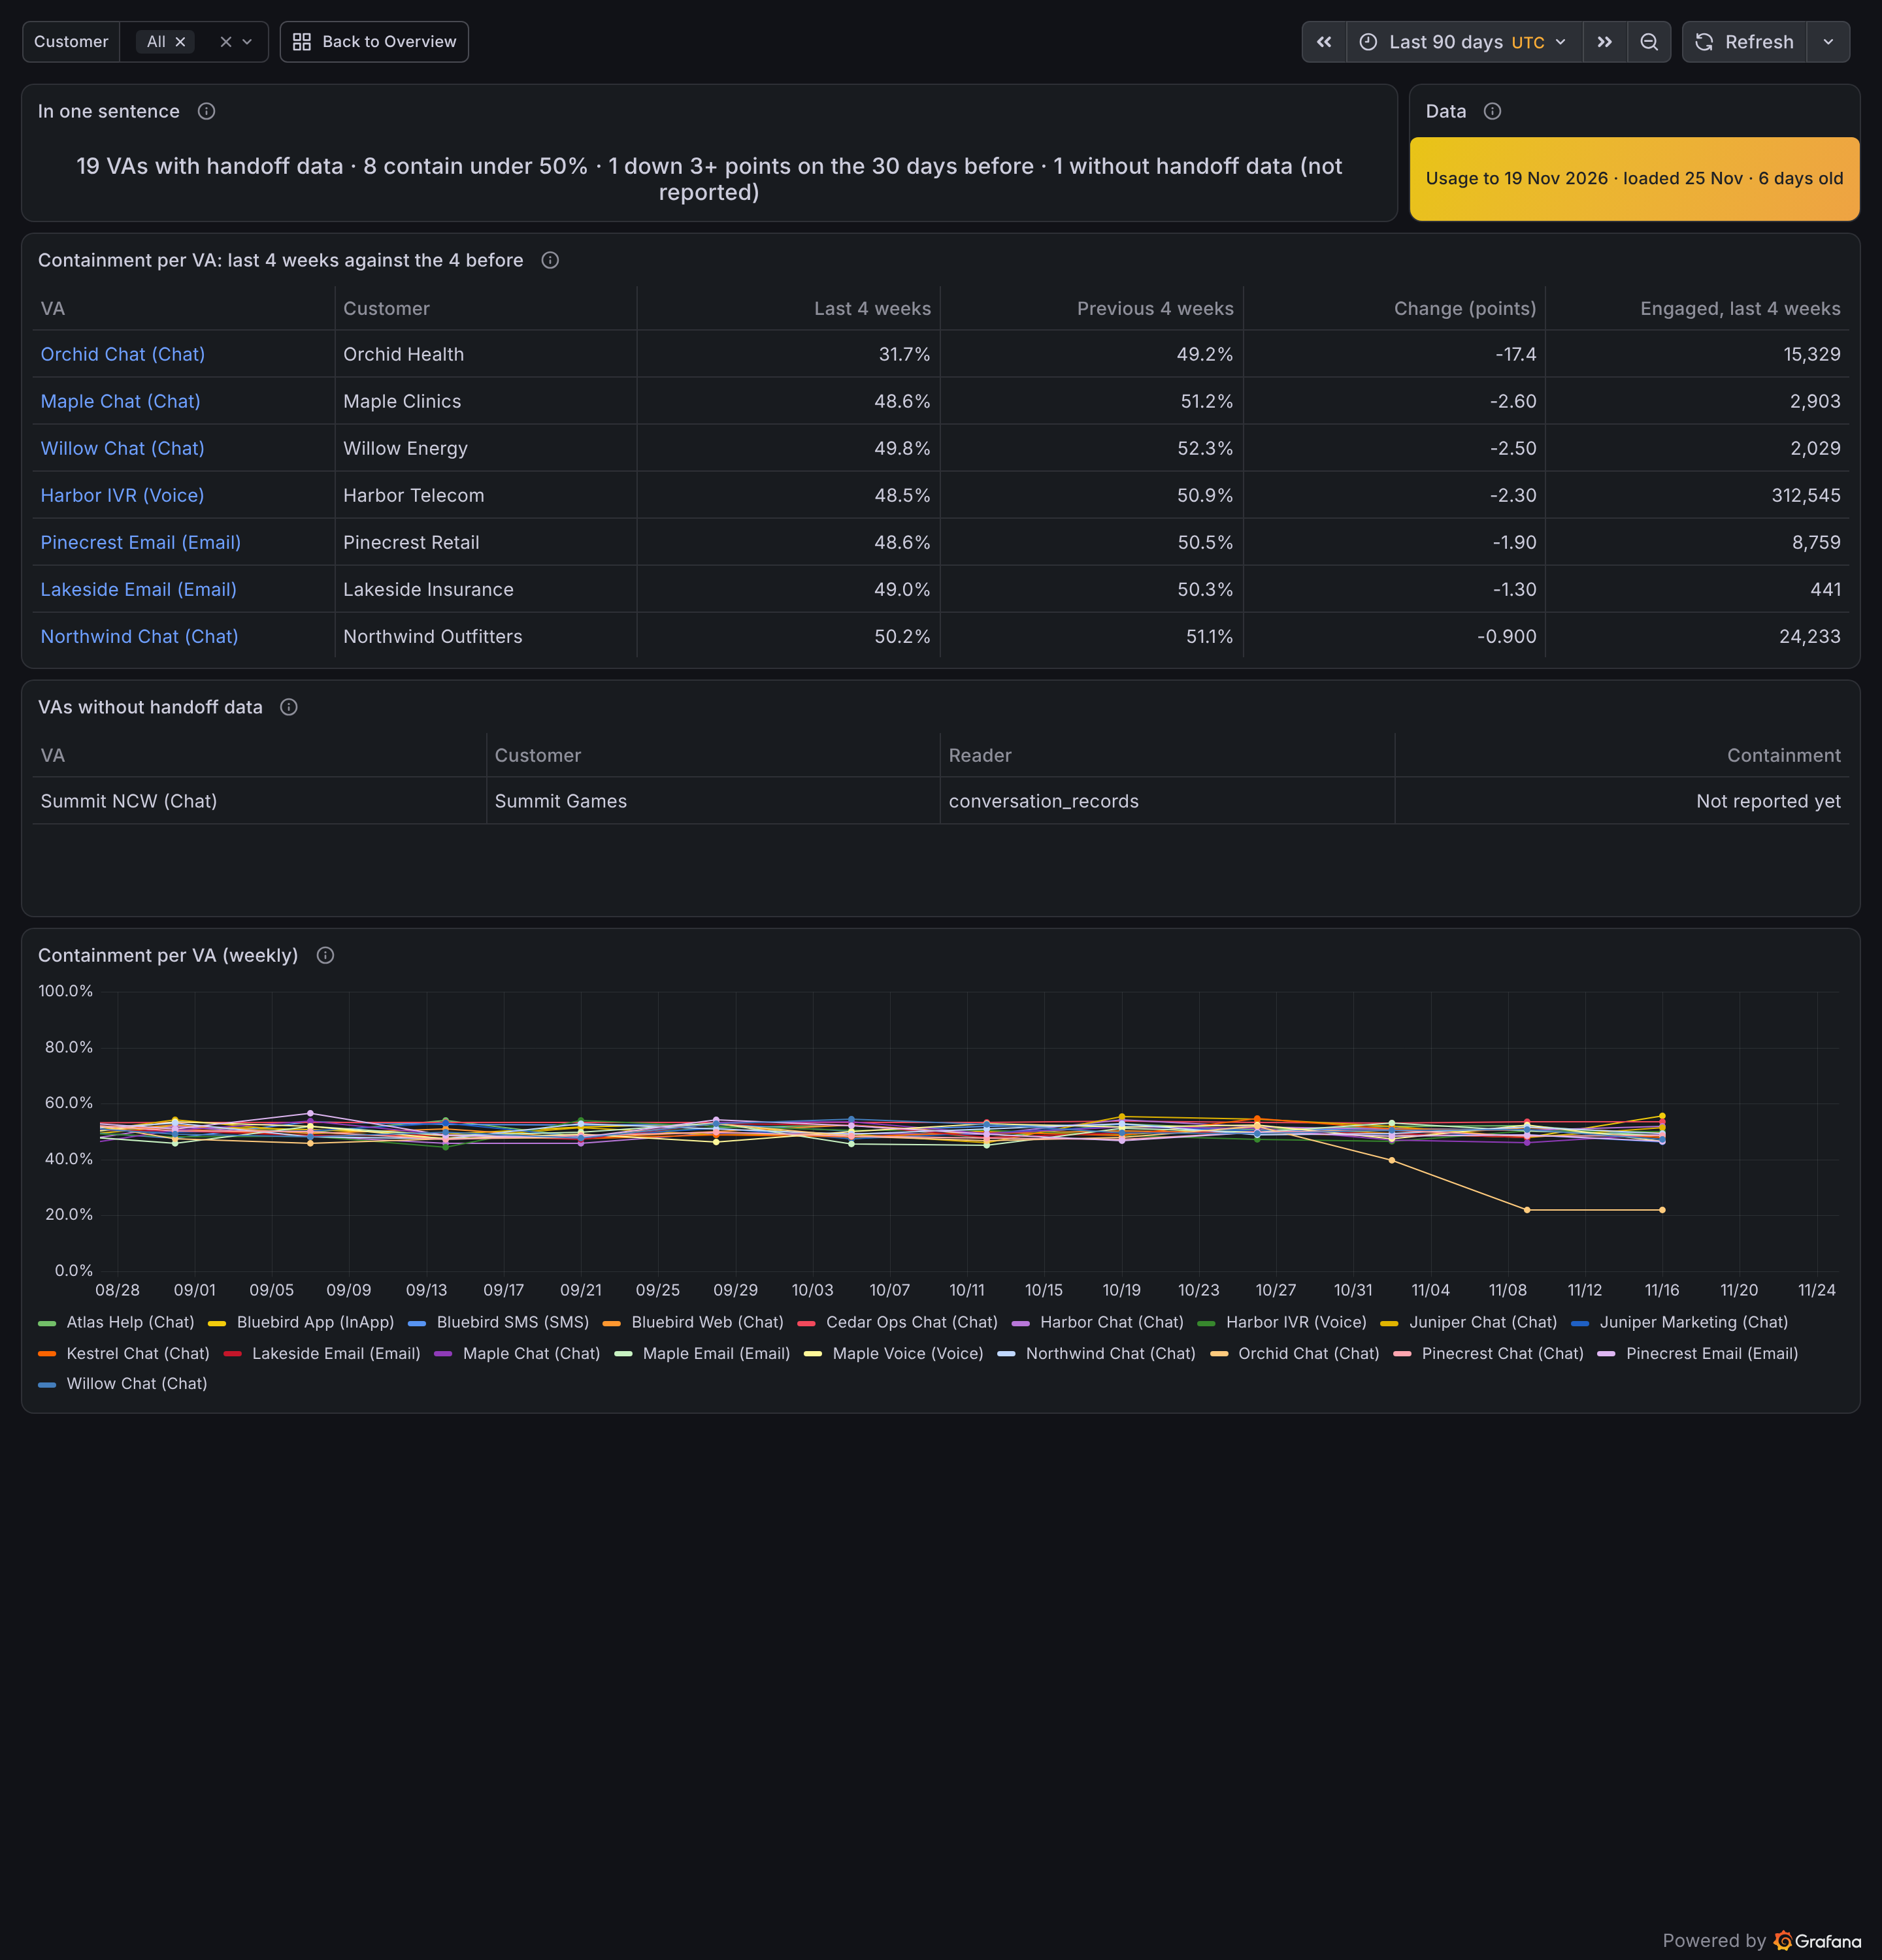 Customer All Back to Overview Last 90 days UTC Refresh
In one sentence
19 VAs with handoff data · 8 contain under 50% · 1 down 3+ points on the 30 days before · 1 without handoff data (not
reported)
Data
Usage to 19 Nov 2026 · loaded 25 Nov · 6 days old
Containment per VA: last 4 weeks against the 4 before
VA Customer Last 4 weeks Previous 4 weeks Change (points) Engaged, last 4 weeks
Orchid Chat (Chat) Orchid Health 31.7% 49.2% -17.4 15,329
Maple Chat (Chat) Maple Clinics 48.6% 51.2% -2.60 2,903
Willow Chat (Chat) Willow Energy 49.8% 52.3% -2.50 2,029
Harbor IVR (Voice) Harbor Telecom 48.5% 50.9% -2.30 312,545
Pinecrest Email (Email) Pinecrest Retail 48.6% 50.5% -1.90 8,759
Lakeside Email (Email) Lakeside Insurance 49.0% 50.3% -1.30 441
Northwind Chat (Chat) Northwind Outfitters 50.2% 51.1% -0.900 24,233
VAs without handoff data
VA Customer Reader Containment
Summit NCW (Chat) Summit Games conversation_records Not reported yet
Containment per VA (weekly)
100.0%
80.0%
60.0%
40.0%
20.0%
0.0%
08/28 09/01 09/05 09/09 09/13 09/17 09/21 09/25 09/29 10/03 10/07 10/11 10/15 10/19 10/23 10/27 10/31 11/04 11/08 11/12 11/16 11/20 11/24
Atlas Help (Chat) Bluebird App (InApp) Bluebird SMS (SMS) Bluebird Web (Chat) Cedar Ops Chat (Chat) Harbor Chat (Chat) Harbor IVR (Voice) Juniper Chat (Chat) Juniper Marketing (Chat)
Kestrel Chat (Chat) Lakeside Email (Email) Maple Chat (Chat) Maple Email (Email) Maple Voice (Voice) Northwind Chat (Chat) Orchid Chat (Chat) Pinecrest Chat (Chat) Pinecrest Email (Email)
Willow Chat (Chat)
Powered by Grafana